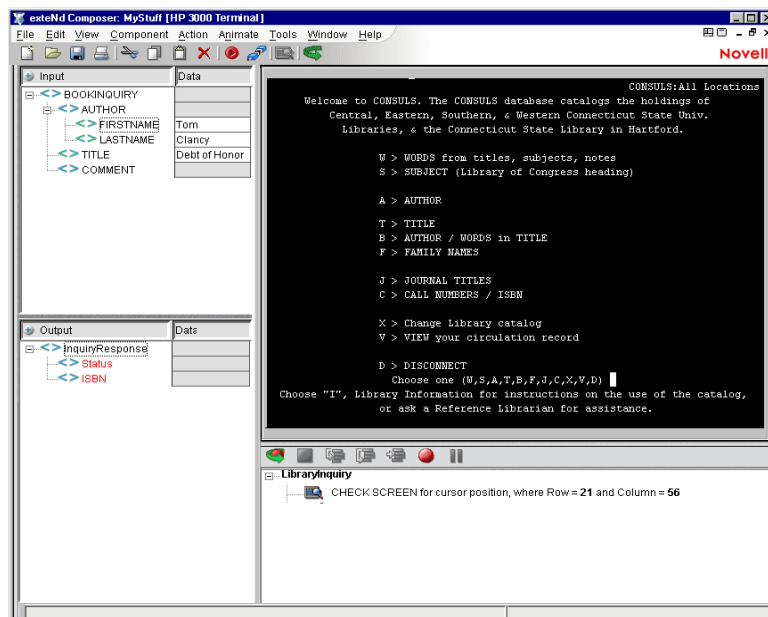 exteNd Composer: MyStuff [HP 3000 Terminal]
File Edit View Component Action Animate Tools Window Help
Novell
Input Data
BOOKINQUIRY
AUTHOR
FIRSTNAME Tom
LASTNAME Clancy
TITLE Debt of Honor
COMMENT
CONSULS:All Locations
Welcome to CONSULS. The CONSULS database catalogs the holdings of
Central, Eastern, Southern, & Western Connecticut State Univ.
Libraries, & the Connecticut State Library in Hartford.
W > WORDS from titles, subjects, notes
S > SUBJECT (Library of Congress heading)
A > AUTHOR
T > TITLE
B > AUTHOR / WORDS in TITLE
F > FAMILY NAMES
J > JOURNAL TITLES
C > CALL NUMBERS / ISBN
X > Change Library catalog
V > VIEW your circulation record
D > DISCONNECT
Choose one (W,S,A,T,B,F,J,C,X,V,D)
Choose "I", Library Information for instructions on the use of the catalog,
or ask a Reference Librarian for assistance.
Output Data
InquiryResponse
Status
ISBN
LibraryInquiry
CHECK SCREEN for cursor position, where Row = 21 and Column = 56